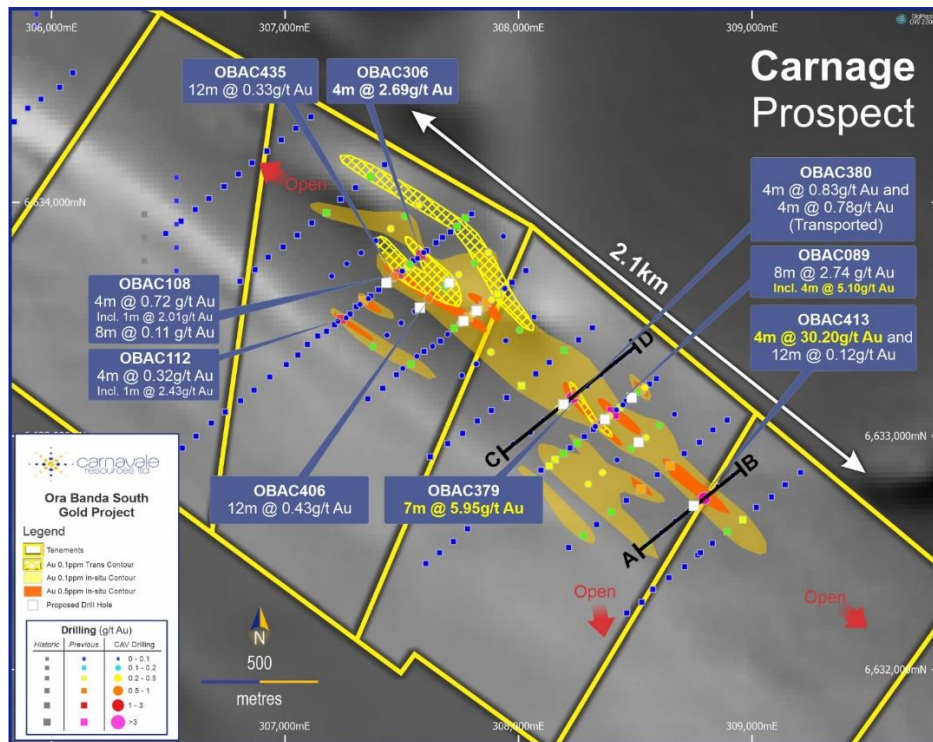 306,000mE
307,000mE
308,000mE
309,000mE
Carnage
Prospect
OBAC435
12m @ 0.33g/t Au
OBAC306
4m @ 2.69g/t Au
Open
6,634,000mN
OBAC380
4m @ 0.83g/t Au and
4m @ 0.78g/t Au
(Transported)
2.1km
OBAC089
8m @ 2.74 g/t Au
Incl. 4m @ 5.10g/t Au
OBAC108
4m @ 0.72 g/t Au
Incl. 1m @ 2.01g/t Au
8m @ 0.11 g/t Au
OBAC413
4m @ 30.20g/t Au and
12m @ 0.12g/t Au
OBAC112
4m @ 0.32g/t Au
Incl. 1m @ 2.43g/t Au
D
C
B
A
6,633,000mN
OBAC406
12m @ 0.43g/t Au
OBAC379
7m @ 5.95g/t Au
Open
Open
carnavale
resources ltd
Ora Banda South
Gold Project
Legend
Tenements
Au 0.1ppm Trans Contour
Au 0.1ppm In-situ Contour
Au 0.5ppm In-situ Contour
Proposed Drill Hole
Drilling (g/t Au)
Historic Previous CAV Drilling
0 - 0.1
0.1 - 0.2
0.2 - 0.5
0.5 - 1
1 - 3
>3
N
500
metres
6,632,000mN
307,000mE
308,000mE
309,000mE